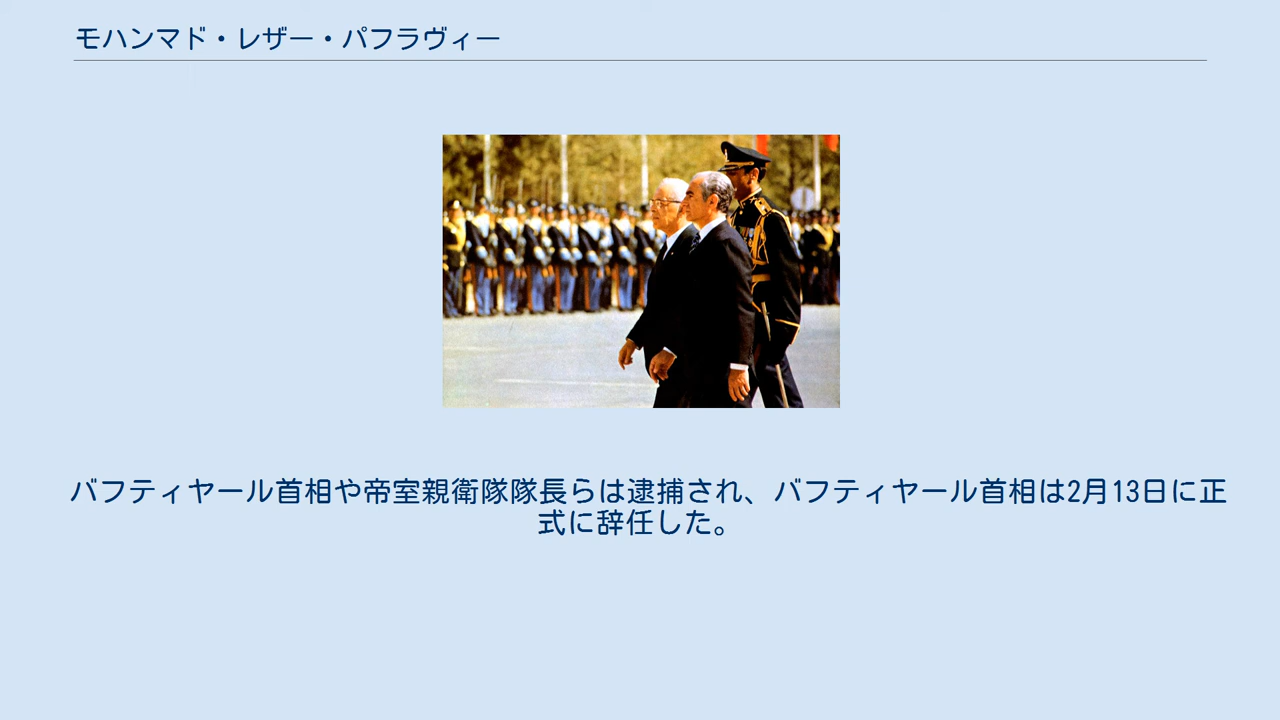 モハンマド・レザー・パフラヴィー
バフティヤール首相や帝室親衛隊隊長らは逮捕され、バフティヤール首相は2月13日に正
式に辞任した。